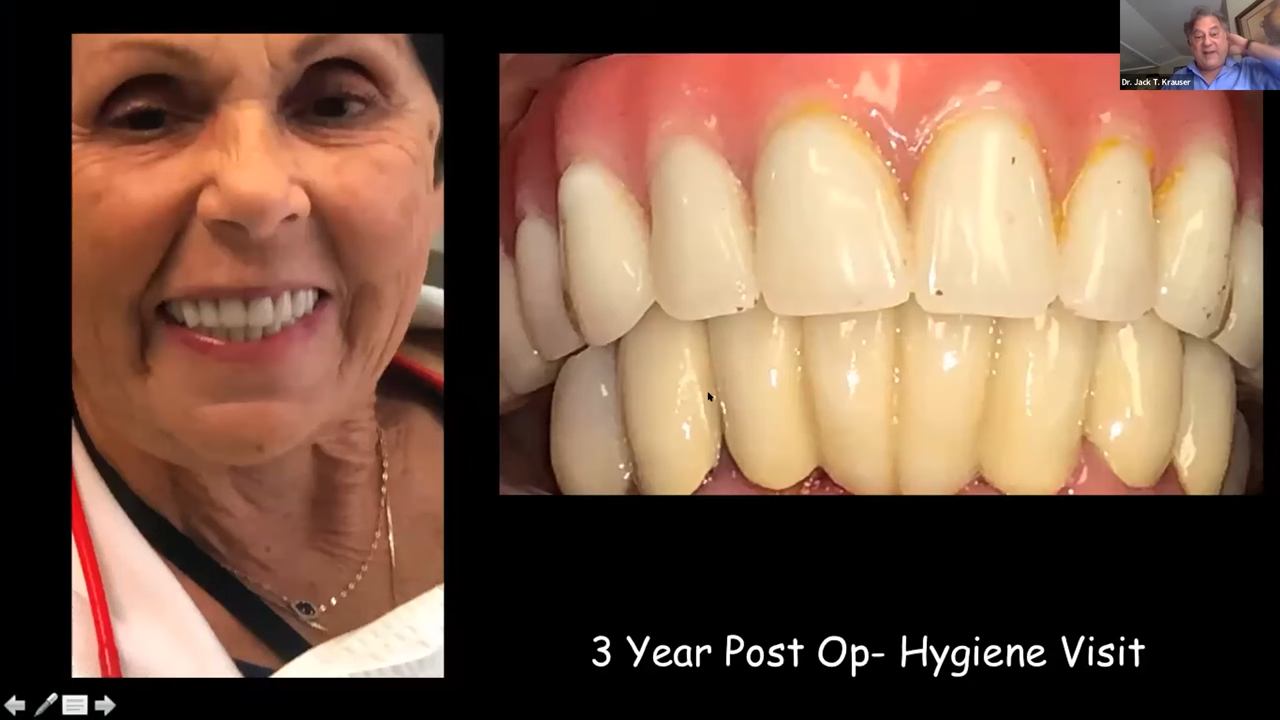 Dr. Jack T. Krauser
3 Year Post Op- Hygiene Visit